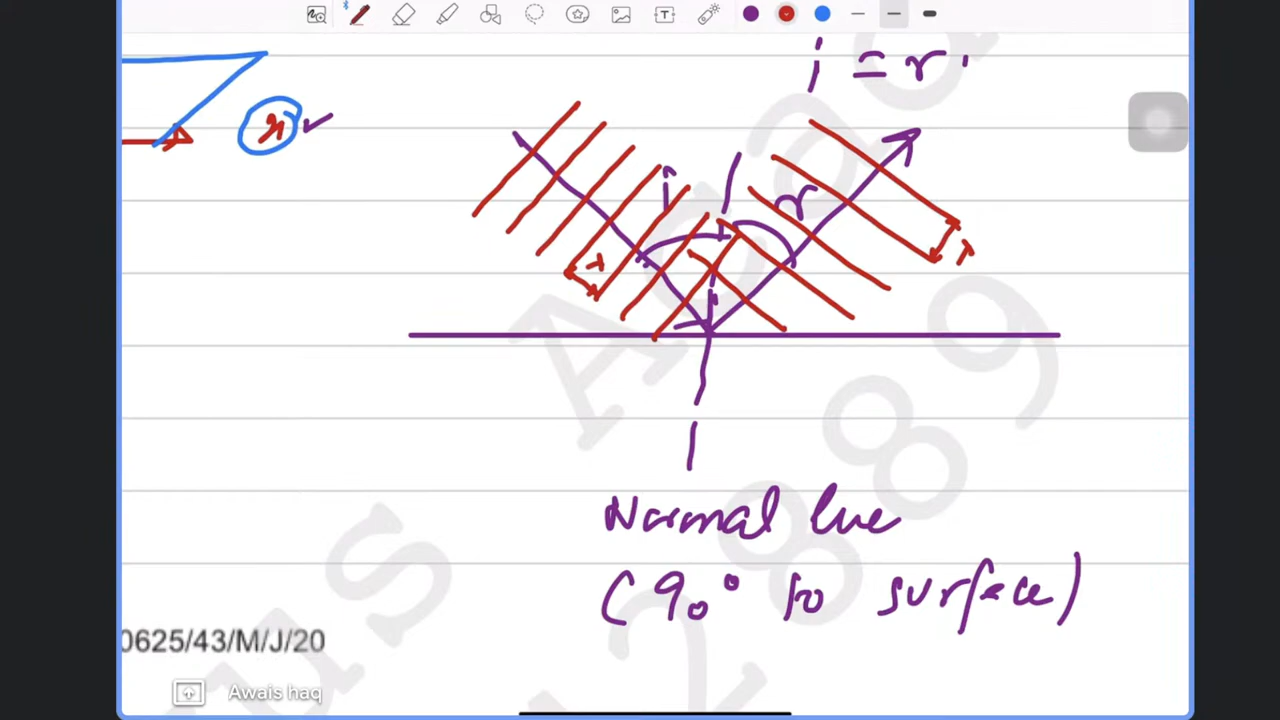 i = r
i
r
λ
λ
Normal line
(90° to surface)
0625/43/M/J/20
Awais haq